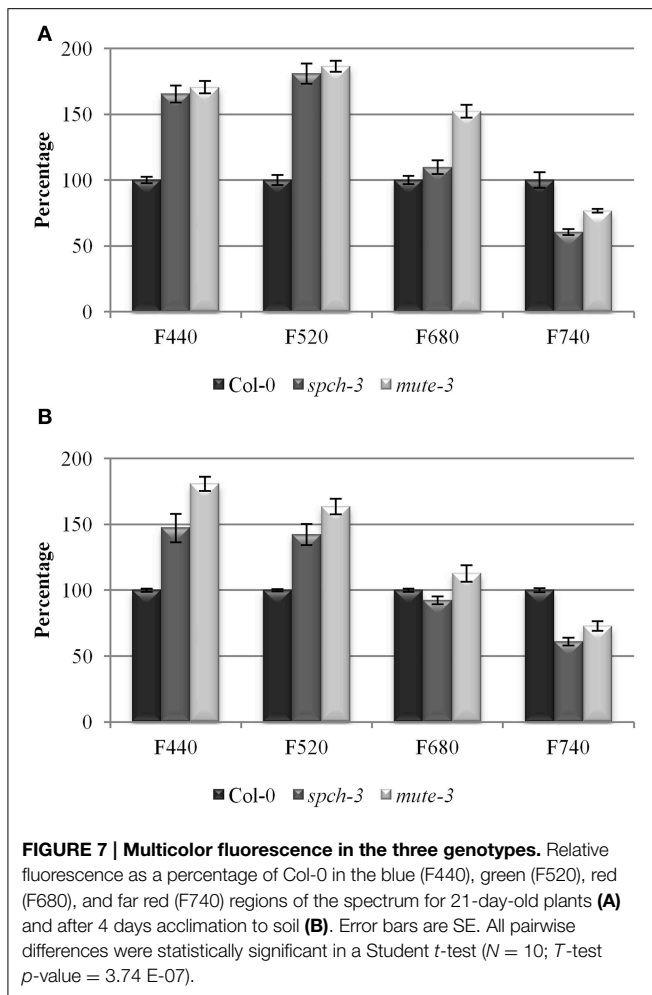 A
200
150
100
50
0
Percentage
F440 F520 F680 F740
Col-0 spch-3 mute-3
B
200
150
100
50
0
Percentage
F440 F520 F680 F740
Col-0 spch-3 mute-3
FIGURE 7 | Multicolor fluorescence in the three genotypes. Relative
fluorescence as a percentage of Col-0 in the blue (F440), green (F520), red
(F680), and far red (F740) regions of the spectrum for 21-day-old plants (A)
and after 4 days acclimation to soil (B). Error bars are SE. All pairwise
differences were statistically significant in a Student t-test (N = 10; T-test
p-value = 3.74 E-07).